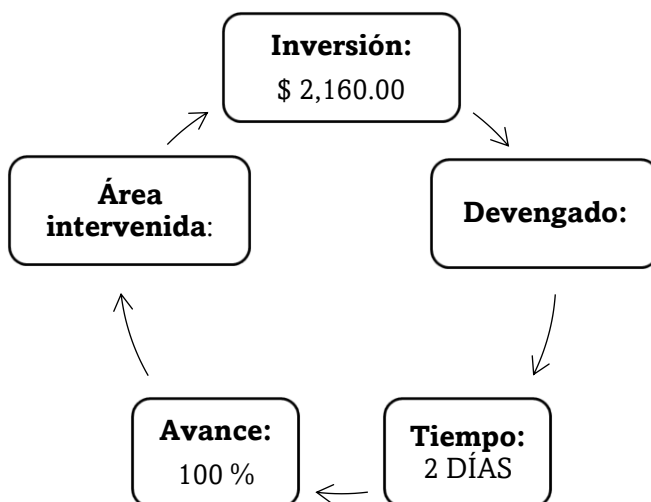 Inversión:
$ 2,160.00
Devengado:
Tiempo:
2 DÍAS
Avance:
100 %
Área
intervenida: